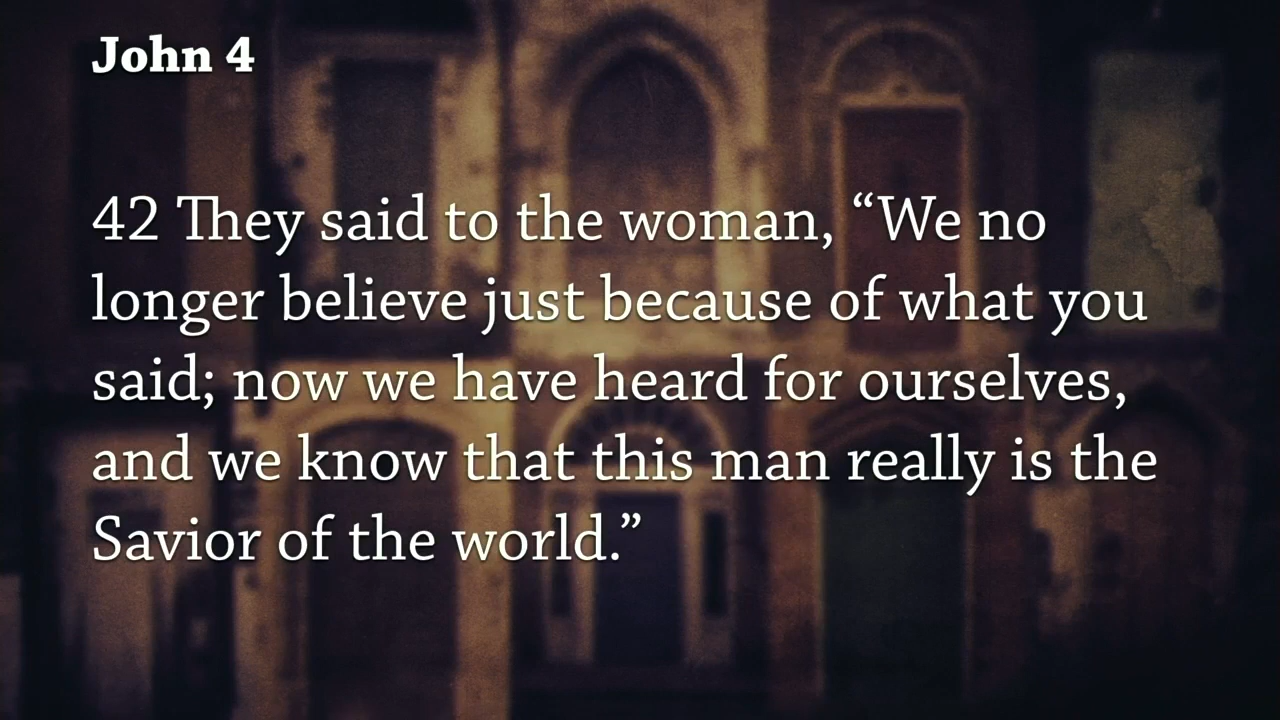 John 4
42 They said to the woman, “We no
longer believe just because of what you
said; now we have heard for ourselves,
and we know that this man really is the
Savior of the world.”